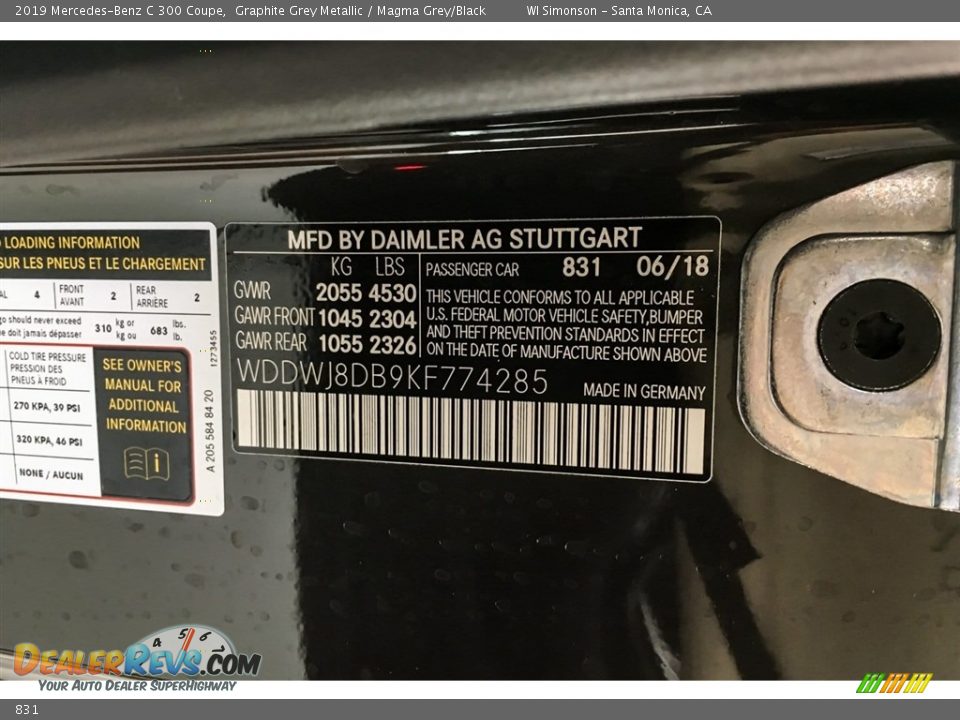 2019 Mercedes-Benz C 300 Coupe, Graphite Grey Metallic / Magma Grey/Black WI Simonson - Santa Monica, CA
LOADING INFORMATION
SUR LES PNEUS ET LE CHARGEMENT
4 FRONT AVANT 2 REAR ARRIÈRE 2
should never exceed
doit jamais dépasser 310 kg or kg ou 683 lbs. lb.
COLD TIRE PRESSURE
PRESSION DES
PNEUS À FROID
270 KPA, 39 PSI
320 KPA, 46 PSI
NONE / AUCUN
SEE OWNER'S
MANUAL FOR
ADDITIONAL
INFORMATION
1273455
A 205 584 84 20
MFD BY DAIMLER AG STUTTGART
KG LBS
GVWR 2055 4530
GAWR FRONT 1045 2304
GAWR REAR 1055 2326
PASSENGER CAR 831 06/18
THIS VEHICLE CONFORMS TO ALL APPLICABLE
U.S. FEDERAL MOTOR VEHICLE SAFETY,BUMPER
AND THEFT PREVENTION STANDARDS IN EFFECT
ON THE DATE OF MANUFACTURE SHOWN ABOVE
WDDWJ8DB9KF774285
MADE IN GERMANY
4 5 6
DealerRevs.com
Your Auto Dealer SuperHighway
831